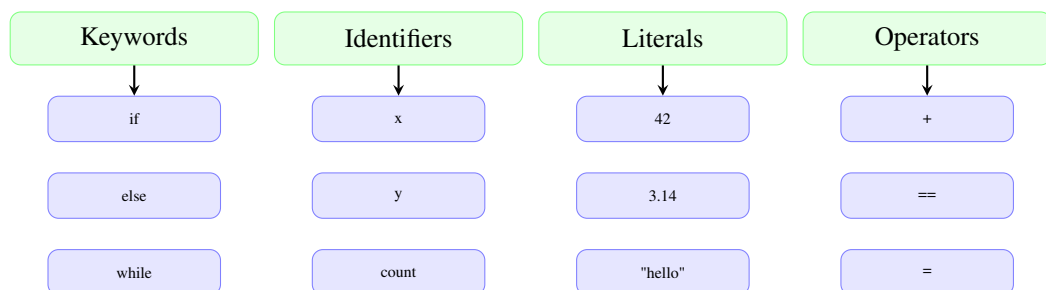 Keywords Identifiers Literals Operators
if x 42 +
else y 3.14 ==
while count "hello" =